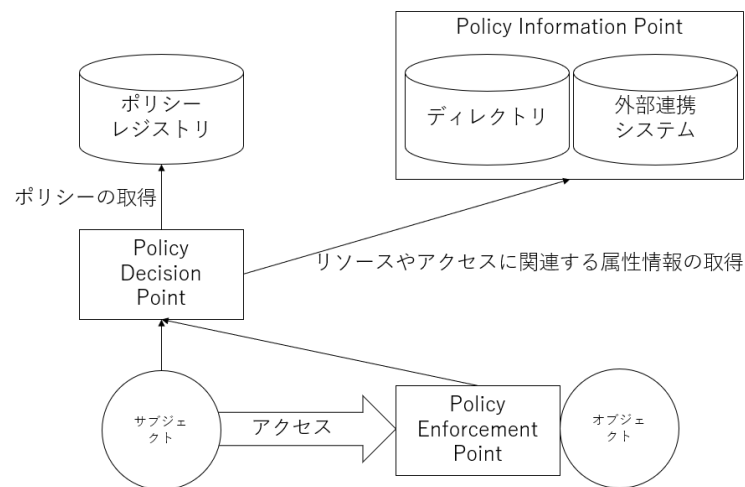 Policy Information Point
ポリシー
レジストリ
ディレクトリ
外部連携
システム
ポリシーの取得
Policy
Decision
Point
リソースやアクセスに関連する属性情報の取得
サブジェ
クト
アクセス
Policy
Enforcement
Point
オブジェ
クト